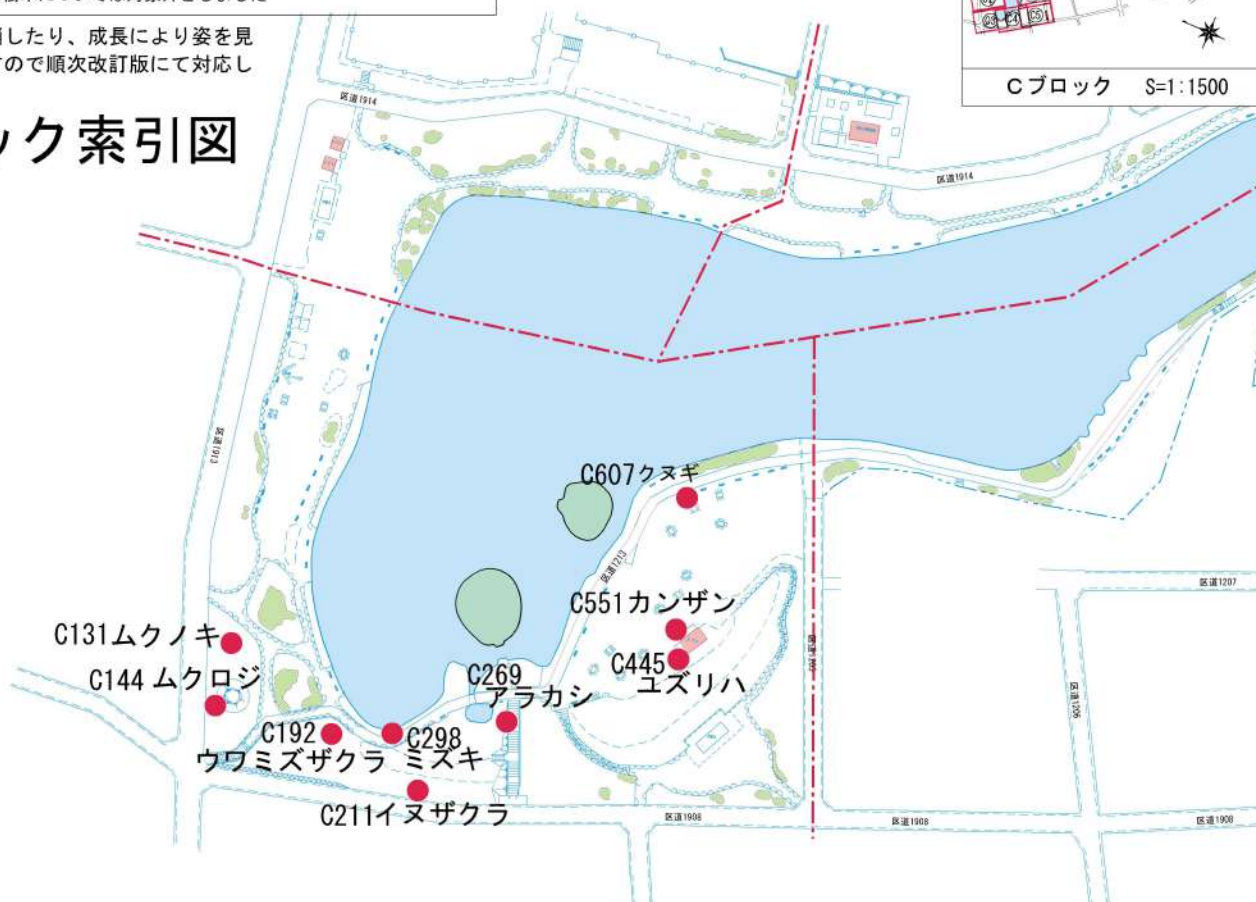 消したり、成長により姿を見
ので順次改訂版にて対応し
ック索引図
Cブロック S=1:1500
区道1914
区道1914
区道1913
C607クヌギ
区道1213
C551カンザン
C445
ユズリハ
区道1207
C131ムクノキ
C144 ムクロジ
C269
アラカシ
C192
ウワミズザクラ
C298
ミズキ
C211イヌザクラ
区道1206
区道1908
区道1908
区道1908